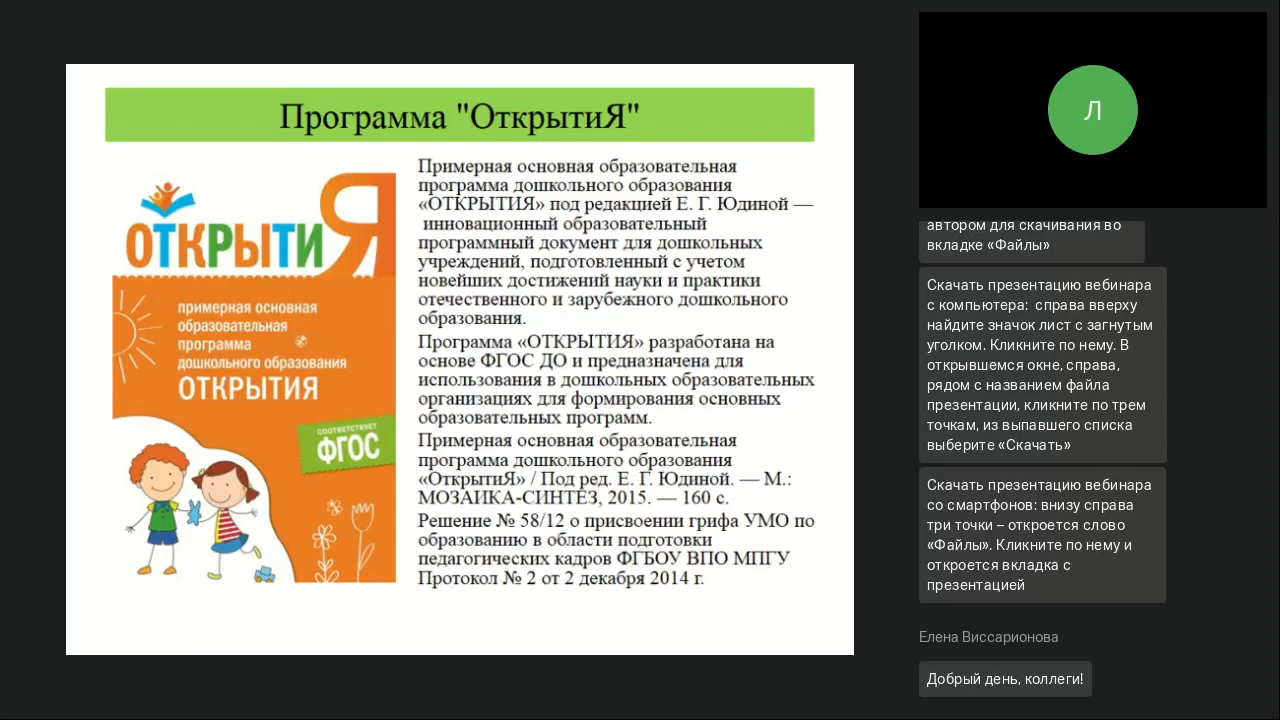 Программа "ОткрытиЯ"
ОТКРЫТИЯ
примерная основная
образовательная
программа
дошкольного образования
ОТКРЫТИЯ
СООТВЕТСТВУЕТ
ФГОС
Примерная основная образовательная
программа дошкольного образования
«ОТКРЫТИЯ» под редакцией Е. Г. Юдиной —
инновационный образовательный
программный документ для дошкольных
учреждений, подготовленный с учетом
новейших достижений науки и практики
отечественного и зарубежного дошкольного
образования.
Программа «ОТКРЫТИЯ» разработана на
основе ФГОС ДО и предназначена для
использования в дошкольных образовательных
организациях для формирования основных
образовательных программ.
Примерная основная образовательная
программа дошкольного образования
«ОткрытиЯ» / Под ред. Е. Г. Юдиной. — М.:
МОЗАИКА-СИНТЕЗ, 2015. — 160 с.
Решение № 58/12 о присвоении грифа УМО по
образованию в области подготовки
педагогических кадров ФГБОУ ВПО МПГУ
Протокол № 2 от 2 декабря 2014 г.
Л
автором для скачивания во
вкладке «Файлы»
Скачать презентацию вебинара
с компьютера: справа вверху
найдите значок лист с загнутым
уголком. Кликните по нему. В
открывшемся окне, справа,
рядом с названием файла
презентации, кликните по трем
точкам, из выпавшего списка
выберите «Скачать»
Скачать презентацию вебинара
со смартфонов: внизу справа
три точки – откроется слово
«Файлы». Кликните по нему и
откроется вкладка с
презентацией
Елена Виссарионова
Добрый день, коллеги!